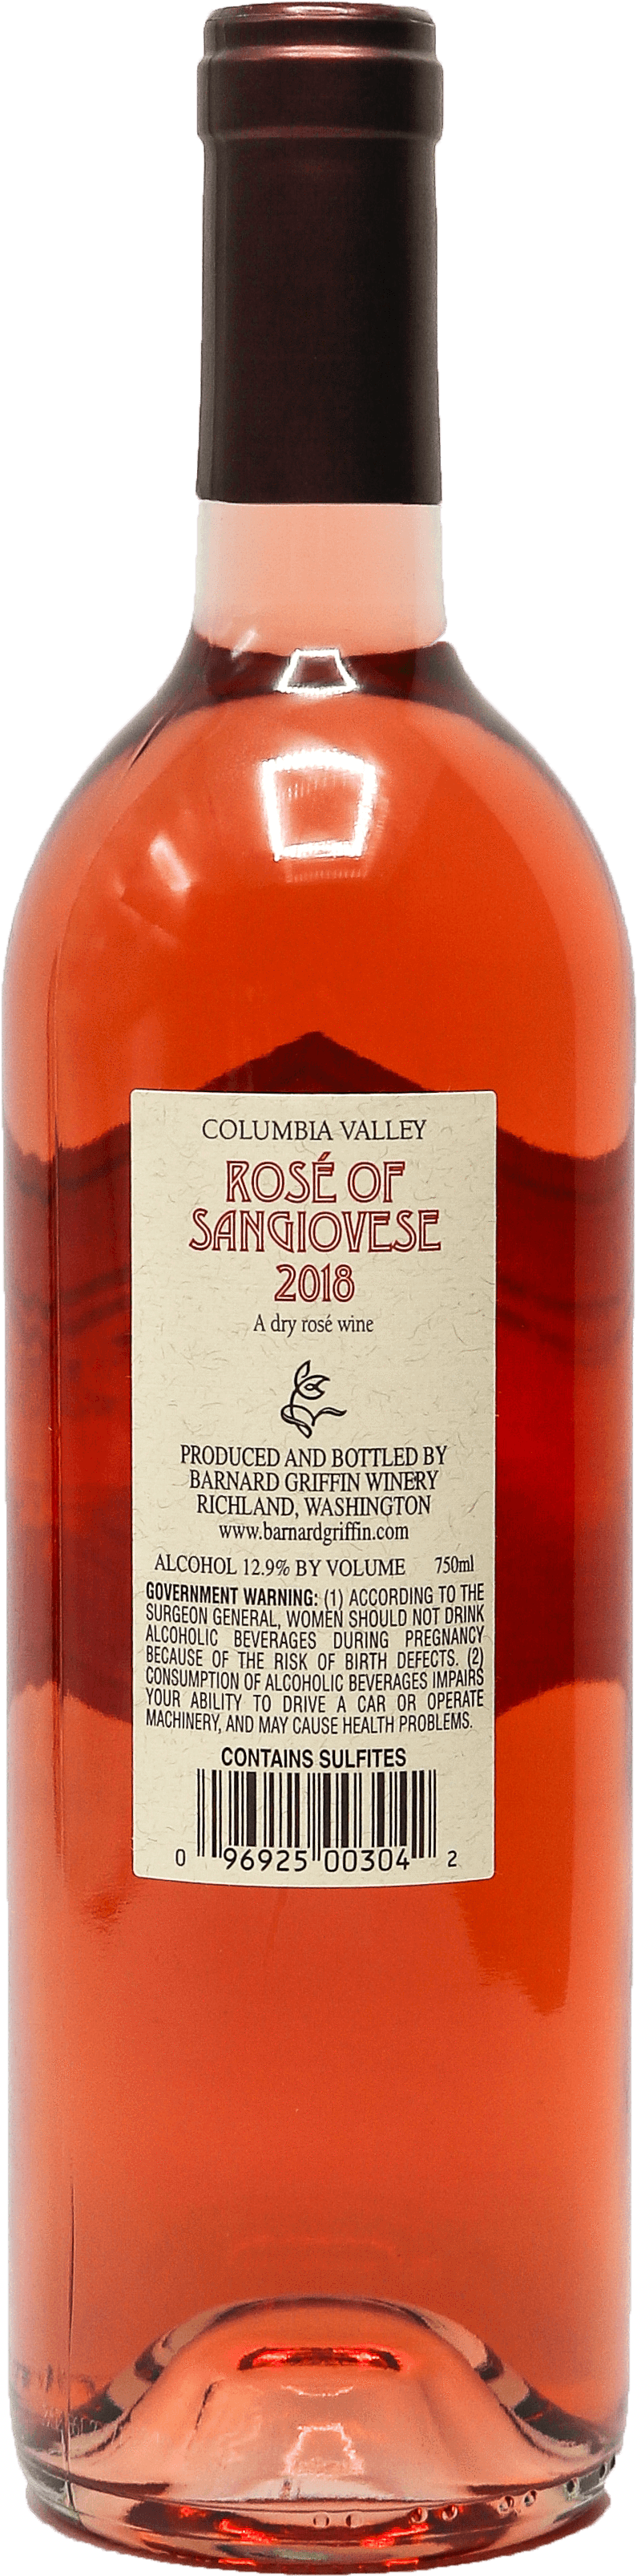 COLUMBIA VALLEY
ROSÉ OF
SANGIOVESE
2018
A dry rosé wine
PRODUCED AND BOTTLED BY
BARNARD GRIFFIN WINERY
RICHLAND, WASHINGTON
www.barnardgriffin.com
ALCOHOL 12.9% BY VOLUME 750ml
GOVERNMENT WARNING: (1) ACCORDING TO THE
SURGEON GENERAL, WOMEN SHOULD NOT DRINK
ALCOHOLIC BEVERAGES DURING PREGNANCY
BECAUSE OF THE RISK OF BIRTH DEFECTS. (2)
CONSUMPTION OF ALCOHOLIC BEVERAGES IMPAIRS
YOUR ABILITY TO DRIVE A CAR OR OPERATE
MACHINERY, AND MAY CAUSE HEALTH PROBLEMS.
CONTAINS SULFITES
0 96925 00304 2